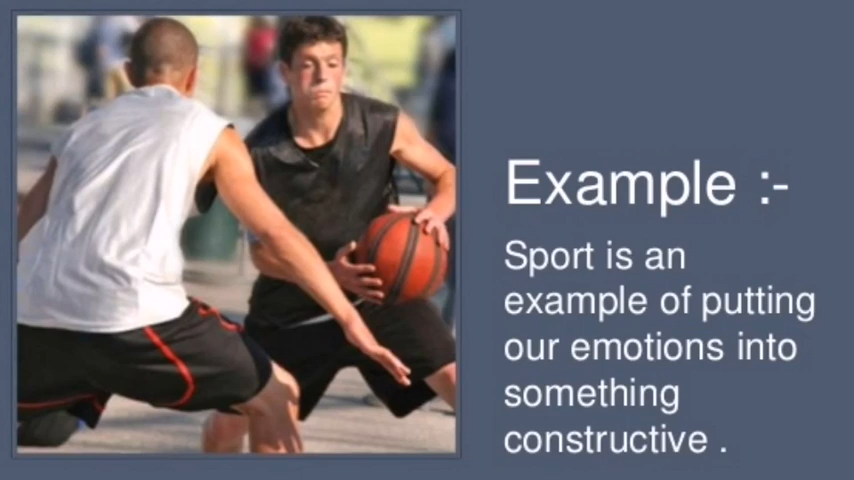 Example :-
Sport is an
example of putting
our emotions into
something
constructive .